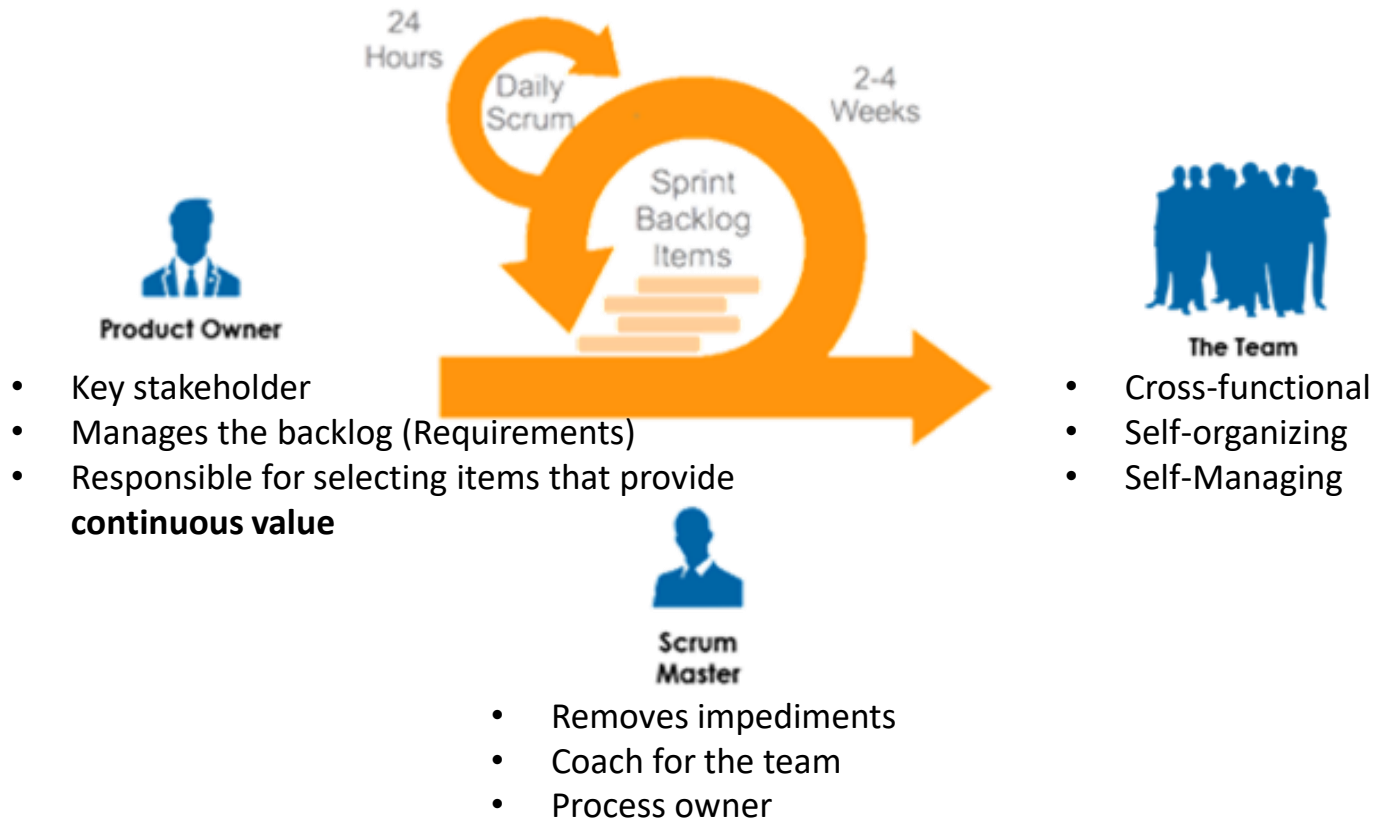 24
Hours
Daily
Scrum
2-4
Weeks
Sprint
Backlog
Items
Product Owner
• Key stakeholder
• Manages the backlog (Requirements)
• Responsible for selecting items that provide
continuous value
The Team
• Cross-functional
• Self-organizing
• Self-Managing
Scrum
Master
• Removes impediments
• Coach for the team
• Process owner